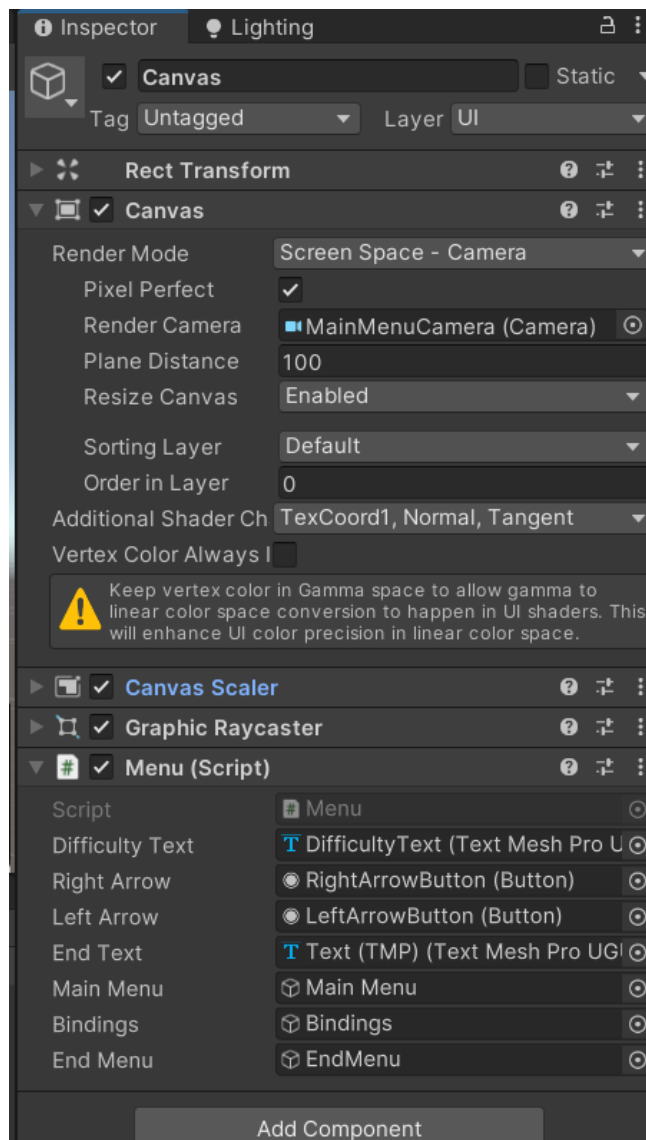 Inspector Lighting
Canvas Static
Tag Untagged Layer UI
Rect Transform
Canvas
Render Mode Screen Space - Camera
Pixel Perfect
Render Camera MainMenuCamera (Camera)
Plane Distance 100
Resize Canvas Enabled
Sorting Layer Default
Order in Layer 0
Additional Shader Ch TexCoord1, Normal, Tangent
Vertex Color Always I
Keep vertex color in Gamma space to allow gamma to
linear color space conversion to happen in UI shaders. This
will enhance UI color precision in linear color space.
Canvas Scaler
Graphic Raycaster
# Menu (Script)
Script # Menu
Difficulty Text T DifficultyText (Text Mesh Pro U
Right Arrow RightArrowButton (Button)
Left Arrow LeftArrowButton (Button)
End Text T Text (TMP) (Text Mesh Pro UGU
Main Menu Main Menu
Bindings Bindings
End Menu EndMenu
Add Component